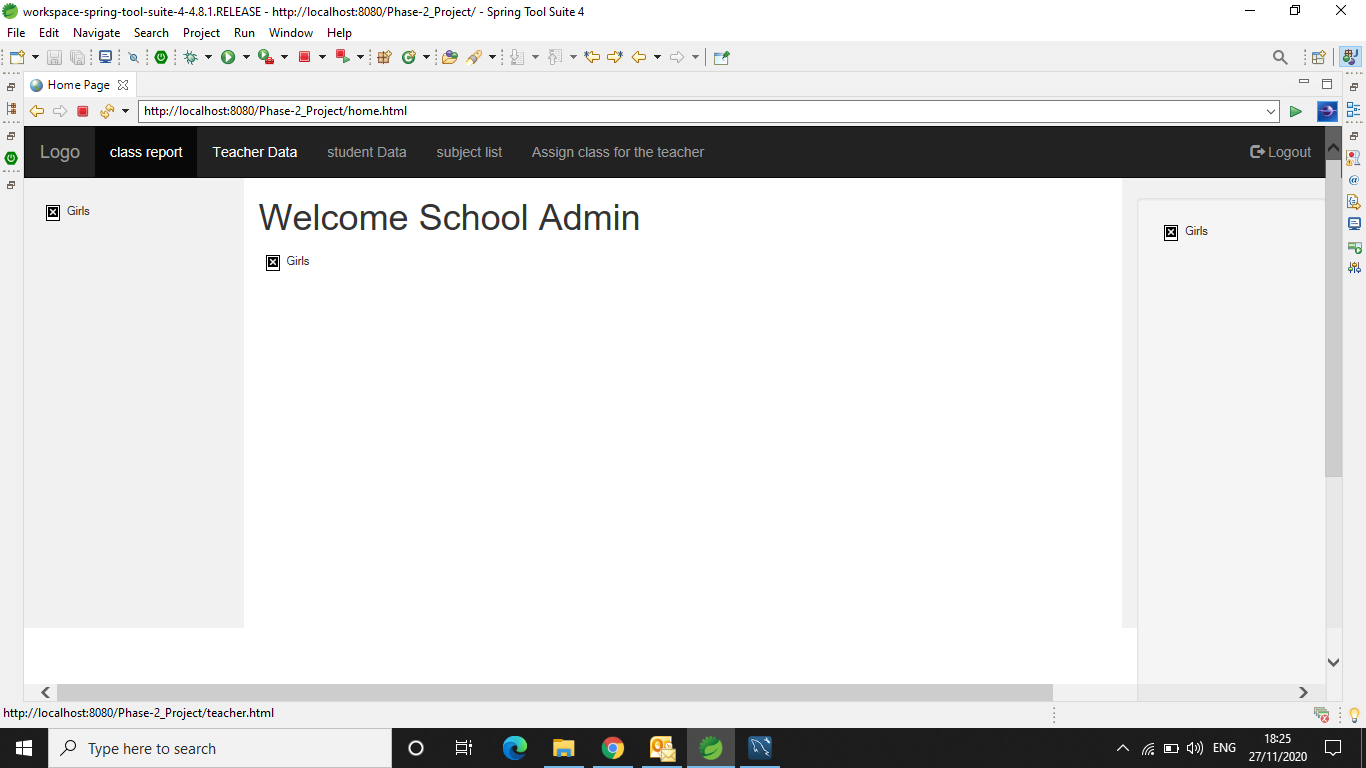 workspace-spring-tool-suite-4-4.8.1.RELEASE - http://localhost:8080/Phase-2_Project/ - Spring Tool Suite 4
File Edit Navigate Search Project Run Window Help
Home Page
http://localhost:8080/Phase-2_Project/home.html
Logo class report Teacher Data student Data subject list Assign class for the teacher Logout
Girls
Welcome School Admin
Girls
Girls
http://localhost:8080/Phase-2_Project/teacher.html
Type here to search
ENG
18:25
27/11/2020